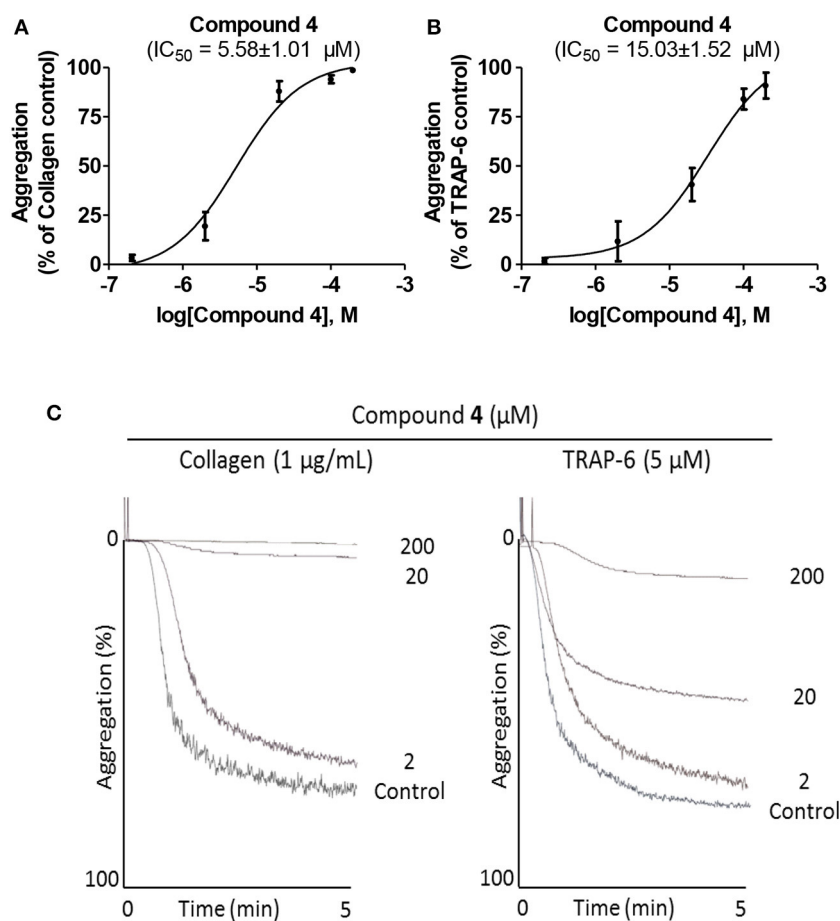 A
Compound 4
(IC50 = 5.58±1.01 µM)
Aggregation
(% of Collagen control)
100
75
50
25
0
-7 -6 -5 -4 -3
log[Compound 4], M
B
Compound 4
(IC50 = 15.03±1.52 µM)
Aggregation
(% of TRAP-6 control)
100
75
50
25
0
-7 -6 -5 -4 -3
log[Compound 4], M
C
Compound 4 (µM)
Collagen (1 µg/mL)
0
Aggregation (%)
100
200
20
2
Control
0 Time (min) 5
TRAP-6 (5 µM)
0
Aggregation (%)
100
200
20
2
Control
0 Time (min) 5